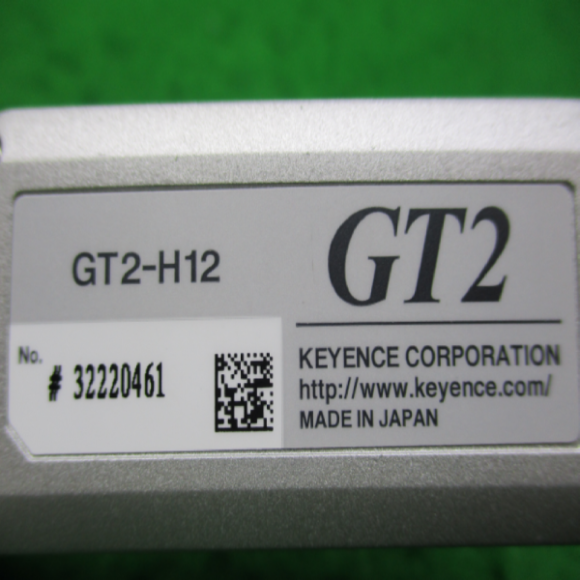 GT2-H12
GT2
No.
# 32220461
KEYENCE CORPORATION
http://www.keyence.com/
MADE IN JAPAN